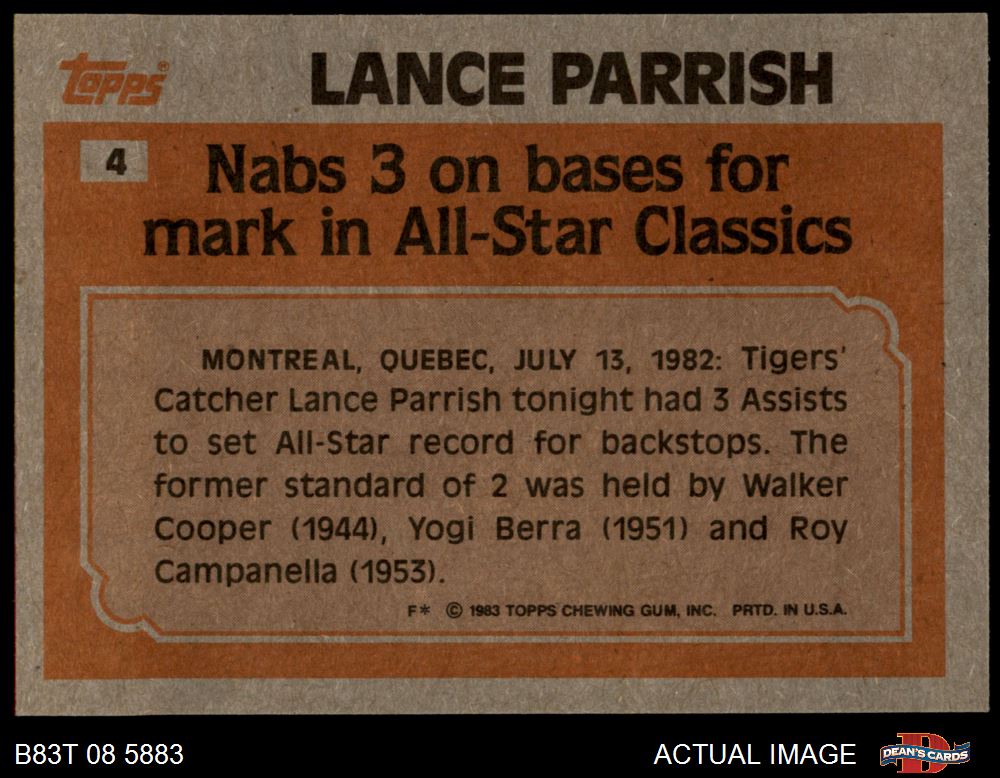 topps®
LANCE PARRISH
4
Nabs 3 on bases for
mark in All-Star Classics
MONTREAL, QUEBEC, JULY 13, 1982: Tigers'
Catcher Lance Parrish tonight had 3 Assists
to set All-Star record for backstops. The
former standard of 2 was held by Walker
Cooper (1944), Yogi Berra (1951) and Roy
Campanella (1953).
F* © 1983 TOPPS CHEWING GUM, INC. PRTD. IN U.S.A.
B83T 08 5883
ACTUAL IMAGE
D
DEAN'S CARDS